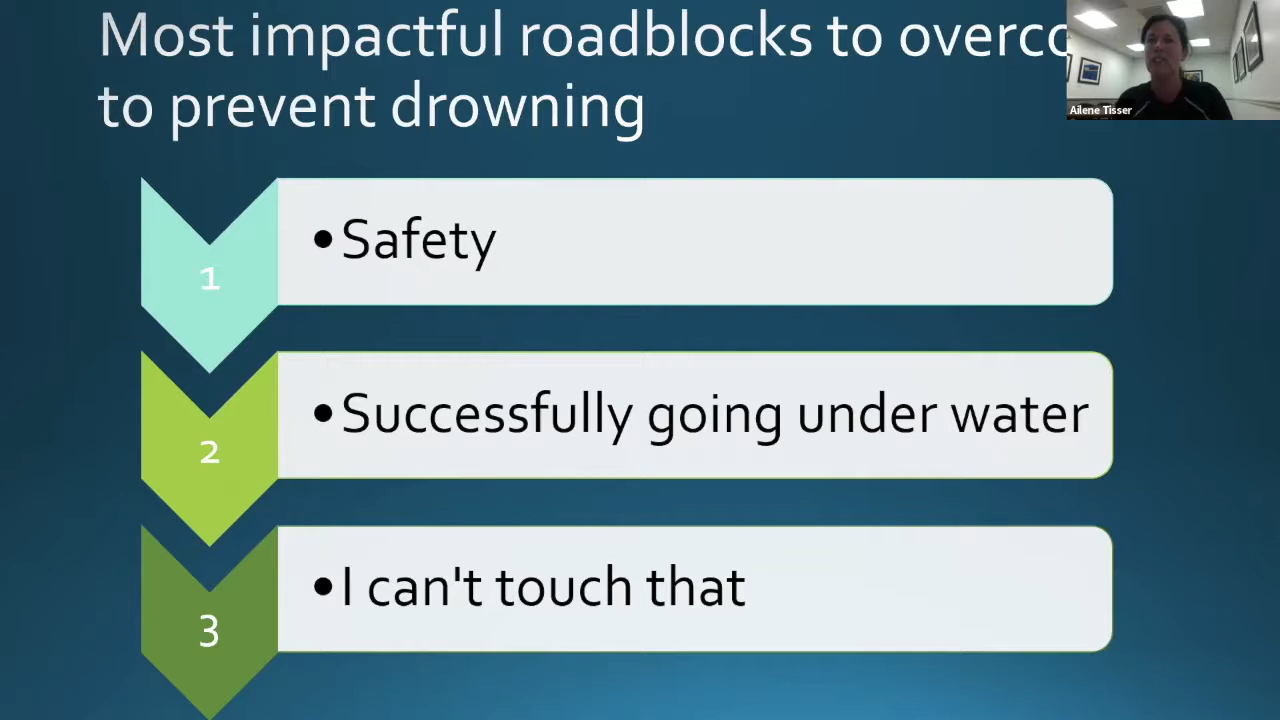 Most impactful roadblocks to overco
to prevent drowning
Ailene Tisser
1
•Safety
2
•Successfully going under water
3
•I can't touch that